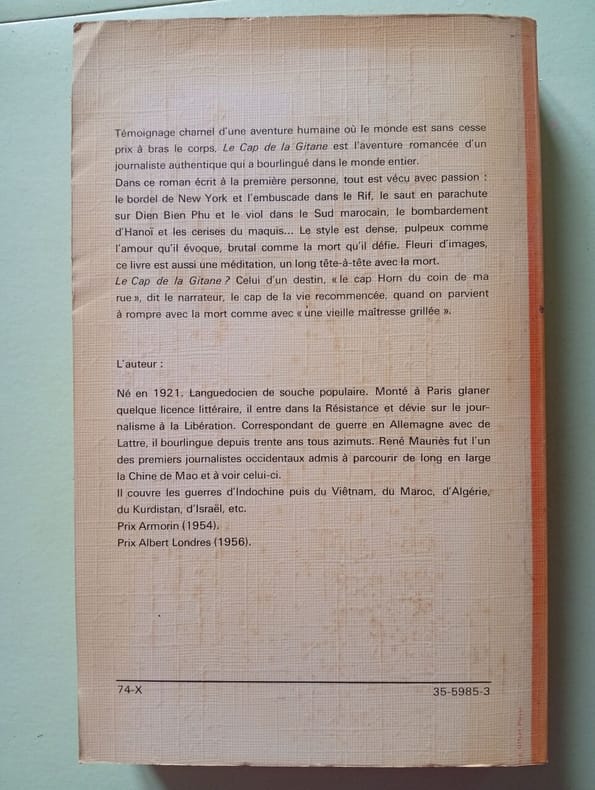 Témoignage charnel d'une aventure humaine où le monde est sans cesse
prix à bras le corps, Le Cap de la Gitane est l'aventure romancée d'un
journaliste authentique qui a bourlingué dans le monde entier.
Dans ce roman écrit à la première personne, tout est vécu avec passion :
le bordel de New York et l'embuscade dans le Rif, le saut en parachute
sur Dien Bien Phu et le viol dans le Sud marocain, le bombardement
d'Hanoï et les cerises du maquis... Le style est dense, pulpeux comme
l'amour qu'il évoque, brutal comme la mort qu'il défie. Fleuri d'images,
ce livre est aussi une méditation, un long tête-à-tête avec la mort.
Le Cap de la Gitane ? Celui d'un destin, « le cap Horn du coin de ma
rue », dit le narrateur, le cap de la vie recommencée, quand on parvient
à rompre avec la mort comme avec « une vieille maîtresse grillée ».
L'auteur :
Né en 1921. Languedocien de souche populaire. Monté à Paris glaner
quelque licence littéraire, il entre dans la Résistance et dévie sur le jour-
nalisme à la Libération. Correspondant de guerre en Allemagne avec de
Lattre, il bourlingue depuis trente ans tous azimuts. René Mauriès fut l'un
des premiers journalistes occidentaux admis à parcourir de long en large
la Chine de Mao et à voir celui-ci.
Il couvre les guerres d'Indochine puis du Viêtnam, du Maroc, d'Algérie,
du Kurdistan, d'Israël, etc.
Prix Armorin (1954).
Prix Albert Londres (1956).
74-X
35-5985-3